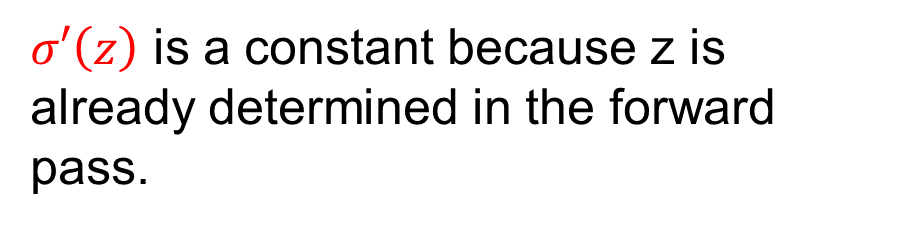 σ′(z) is a constant because z is
already determined in the forward
pass.